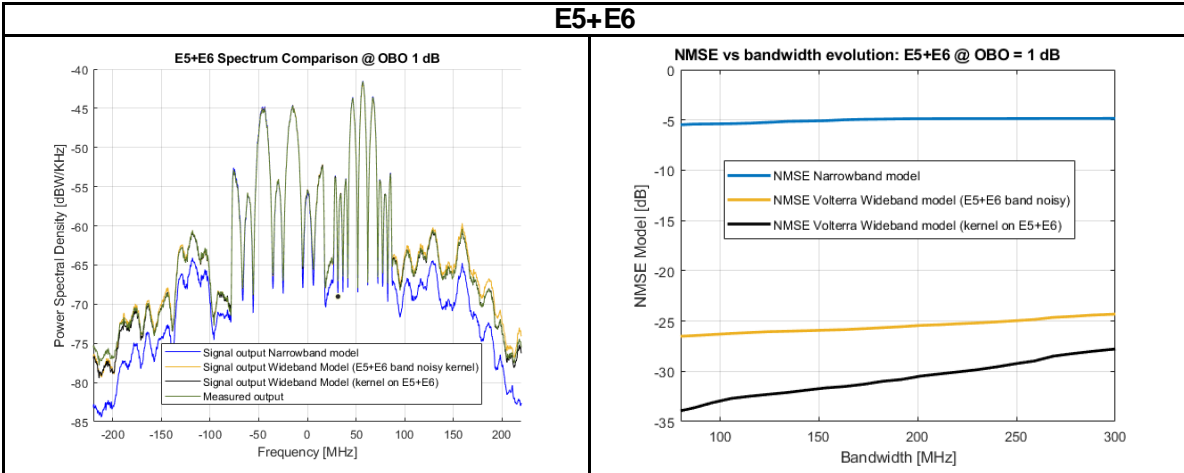 E5+E6
E5+E6 Spectrum Comparison @ OBO 1 dB
-40
-45
-50
-55
-60
-65
-70
-75
-80
-85
Power Spectral Density [dBW/KHz]
Signal output Narrowband model
Signal output Wideband Model (E5+E6 band noisy kernel)
Signal output Wideband Model (kernel on E5+E6)
Measured output
-200 -150 -100 -50 0 50 100 150 200
Frequency [MHz]
NMSE vs bandwidth evolution: E5+E6 @ OBO = 1 dB
0
-5
-10
-15
-20
-25
-30
-35
NMSE Model [dB]
NMSE Narrowband model
NMSE Volterra Wideband model (E5+E6 band noisy)
NMSE Volterra Wideband model (kernel on E5+E6)
100 150 200 250 300
Bandwidth [MHz]